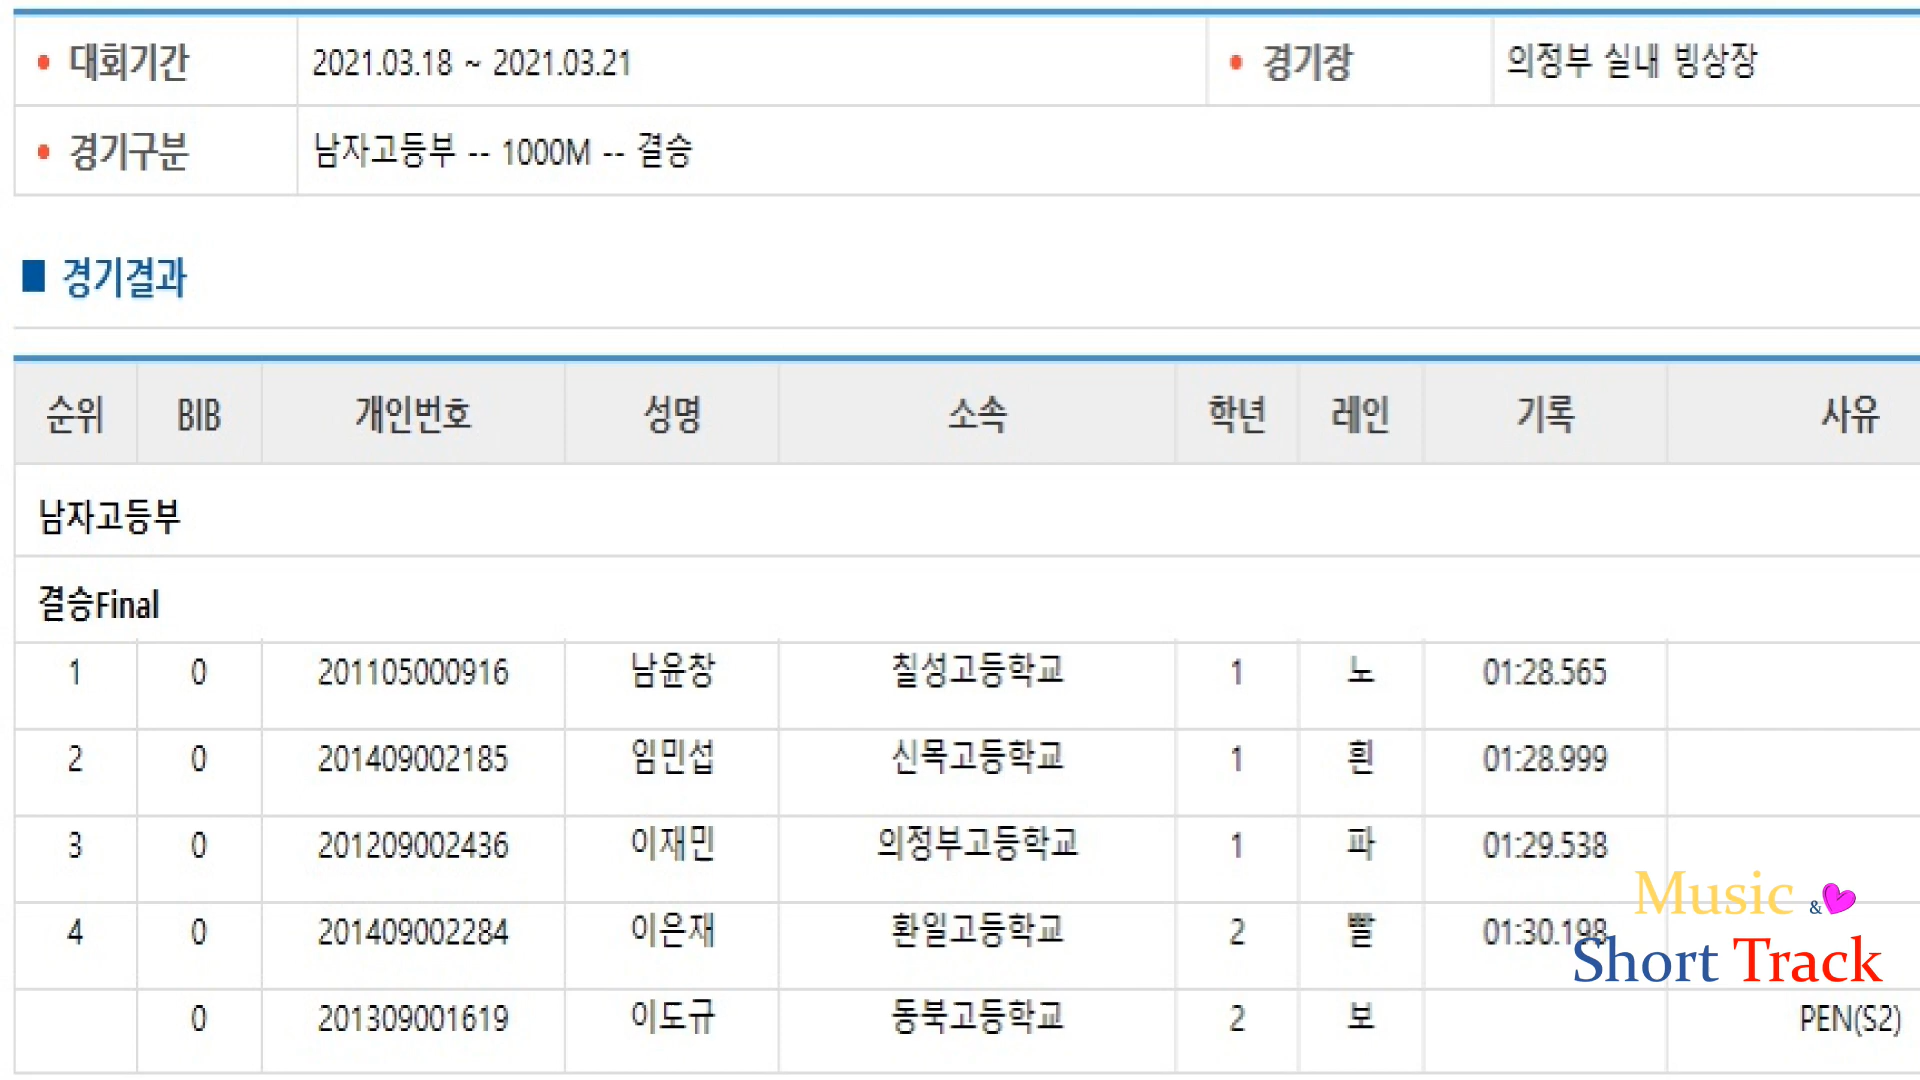 • 대회기간 2021.03.18 ~ 2021.03.21 • 경기장 의정부 실내 빙상장
• 경기구분 남자고등부 -- 1000M -- 결승
■ 경기결과
순위 BIB 개인번호 성명 소속 학년 레인 기록 사유
남자고등부
결승Final
1 0 201105000916 남윤창 칠성고등학교 1 노 01:28.565
2 0 201409002185 임민섭 신목고등학교 1 흰 01:28.999
3 0 201209002436 이재민 의정부고등학교 1 파 01:29.538
4 0 201409002284 이은재 환일고등학교 2 빨 01:30.198
0 201309001619 이도규 동북고등학교 2 보 PEN(S2)
Music &
Short Track